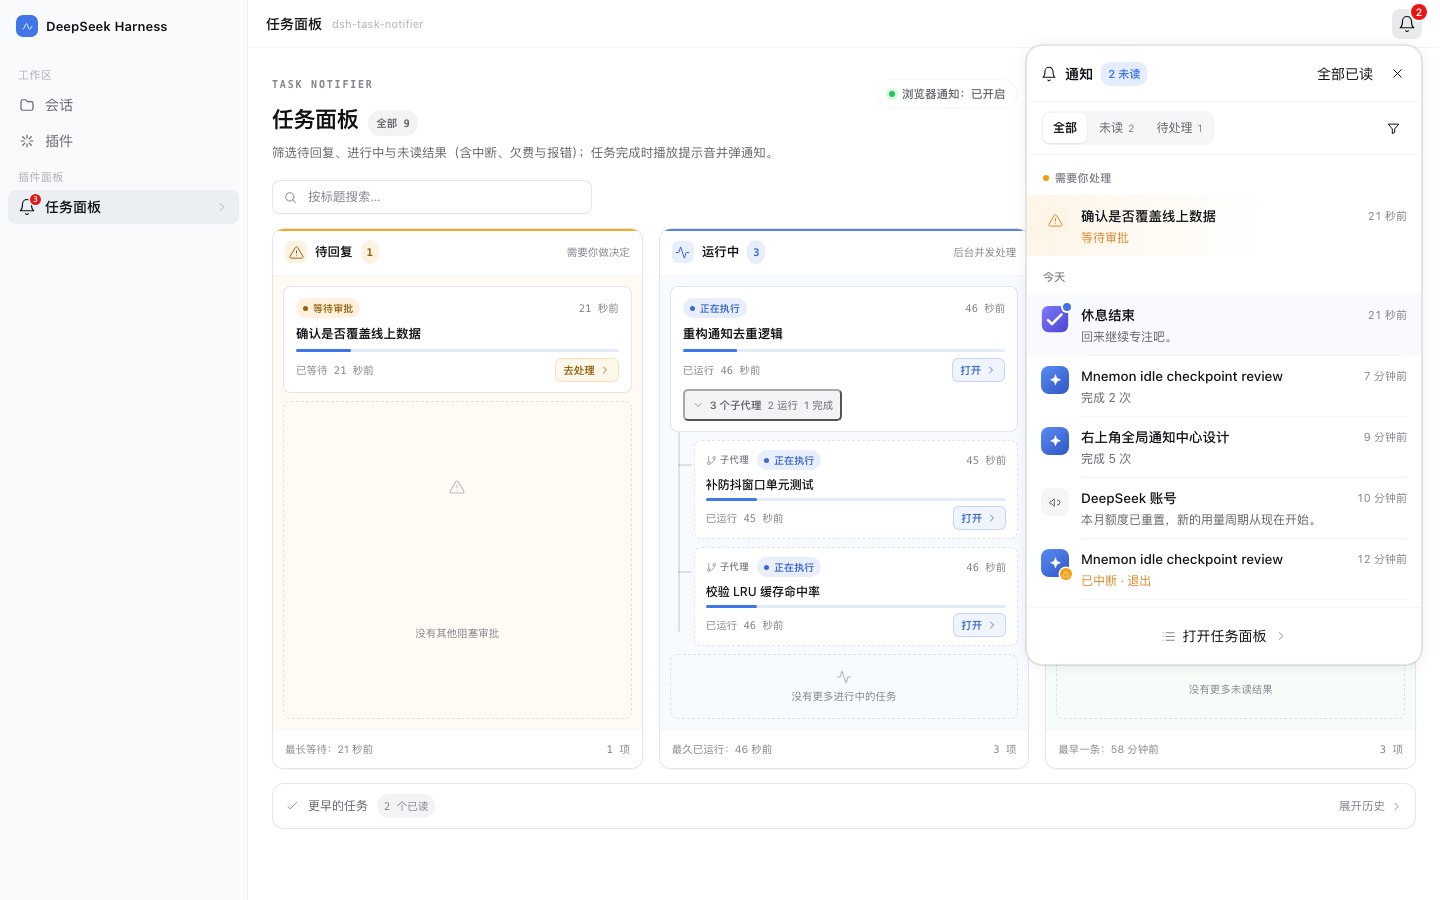 DeepSeek Harness
工作区
会话
插件
插件面板
3
任务面板
任务面板 dsh-task-notifier
2
TASK NOTIFIER
任务面板 全部 9
浏览器通知：已开启
筛选待回复、进行中与未读结果（含中断、欠费与报错）；任务完成时播放提示音并弹通知。
按标题搜索...
待回复 1 需要你做决定
等待审批 21 秒前
确认是否覆盖线上数据
已等待 21 秒前 去处理
没有其他阻塞审批
最长等待：21 秒前 1 项
运行中 3 后台并发处理
正在执行 46 秒前
重构通知去重逻辑
已运行 46 秒前 打开
3 个子代理 2 运行 1 完成
子代理 正在执行 45 秒前
补防抖窗口单元测试
已运行 45 秒前 打开
子代理 正在执行 46 秒前
校验 LRU 缓存命中率
已运行 46 秒前 打开
没有更多进行中的任务
最久已运行：46 秒前 3 项
没有更多未读结果
最早一条：58 分钟前 3 项
更早的任务 2 个已读 展开历史
通知 2 未读 全部已读
全部 未读 2 待处理 1
需要你处理
确认是否覆盖线上数据 21 秒前
等待审批
今天
休息结束 21 秒前
回来继续专注吧。
Mnemon idle checkpoint review 7 分钟前
完成 2 次
右上角全局通知中心设计 9 分钟前
完成 5 次
DeepSeek 账号 10 分钟前
本月额度已重置，新的用量周期从现在开始。
Mnemon idle checkpoint review 12 分钟前
已中断 · 退出
打开任务面板